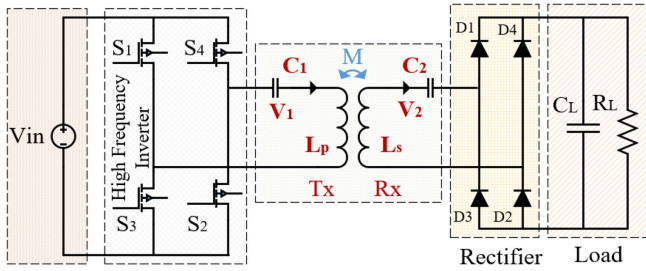 S1
S4
D1
D4
M
C1
C2
V1
V2
Vin
High Frequency
Inverter
CL
RL
Lp
Ls
Tx
Rx
S3
S2
D3
D2
Rectifier
Load